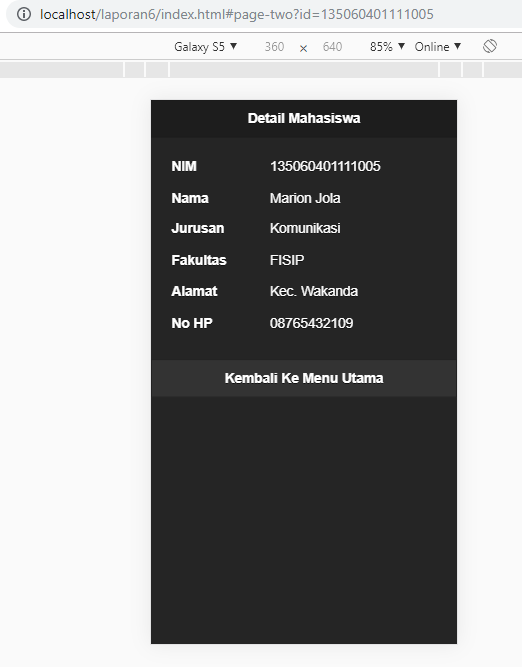 localhost/laporan6/index.html#page-two?id=135060401111005
Galaxy S5 ▼ 360 × 640 85% ▼ Online ▼
Detail Mahasiswa
NIM 135060401111005
Nama Marion Jola
Jurusan Komunikasi
Fakultas FISIP
Alamat Kec. Wakanda
No HP 08765432109
Kembali Ke Menu Utama